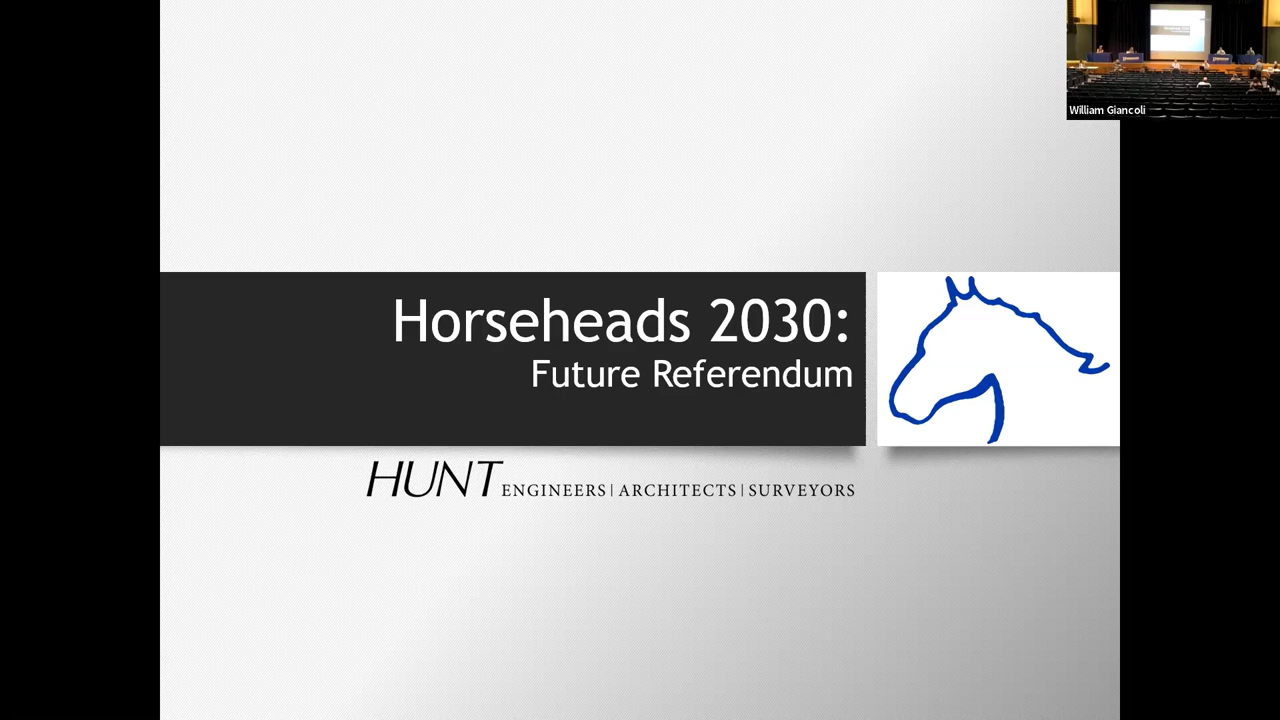 William Giancoli
Horseheads 2030:
Future Referendum
HUNT ENGINEERS | ARCHITECTS | SURVEYORS